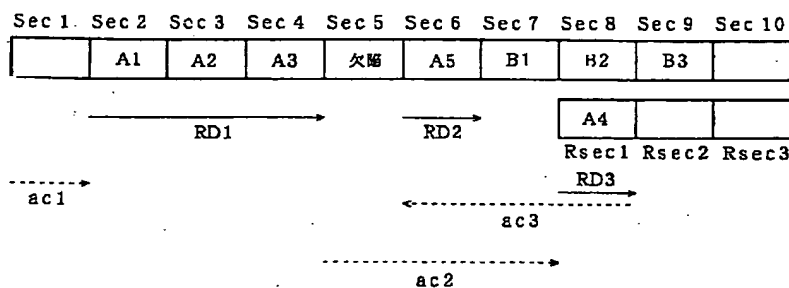 Sec 1 Sec 2 Sec 3 Sec 4 Sec 5 Sec 6 Sec 7 Sec 8 Sec 9 Sec 10
A1 A2 A3 欠陥 A5 B1 B2 B3
RD1 RD2 A4
Rsec1 Rsec2 Rsec3
RD3
ac1 ac3
ac2